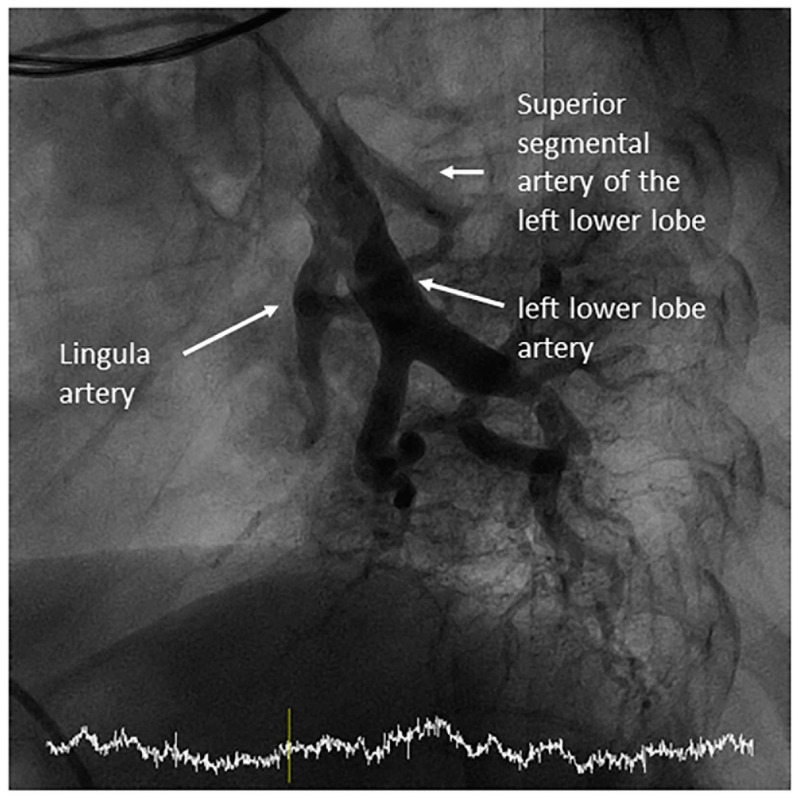 Superior
segmental
artery of the
left lower lobe
left lower lobe
artery
Lingula
artery